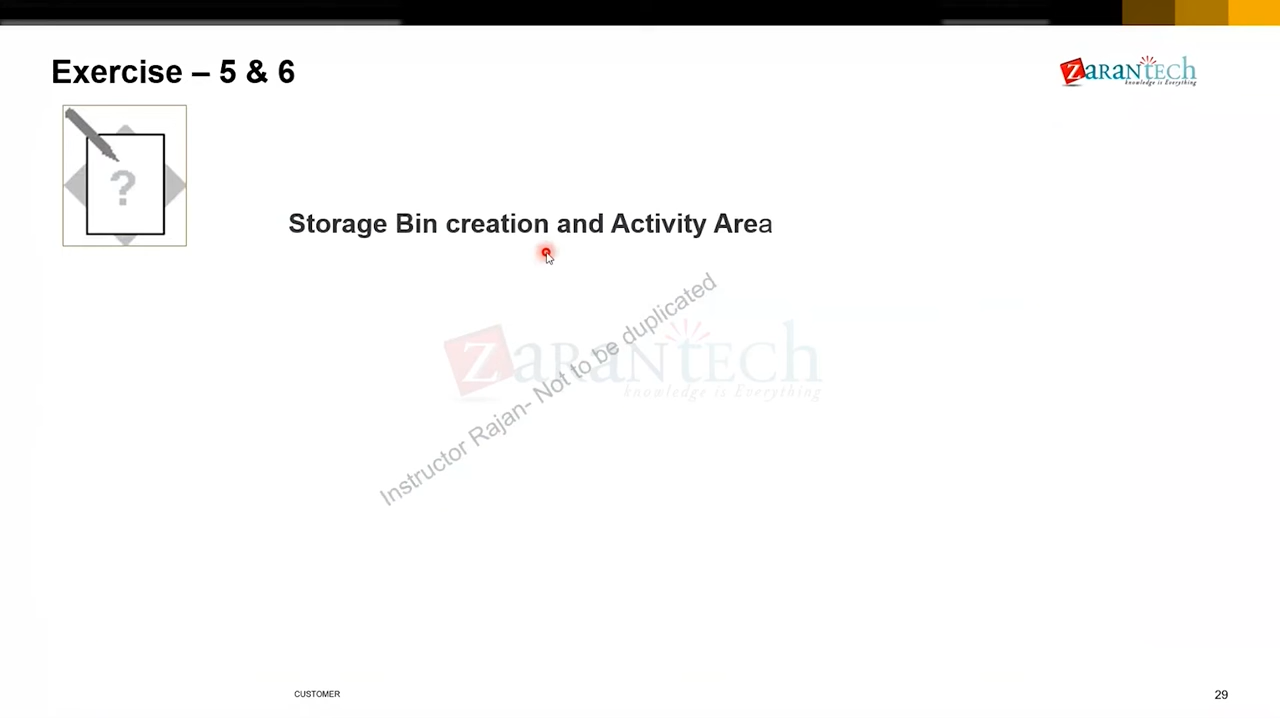 Exercise – 5 & 6
ZaranTech
knowledge is Everything
?
Storage Bin creation and Activity Area
Instructor Rajan- Not to be duplicated
ZaranTech
knowledge is Everything
CUSTOMER
29